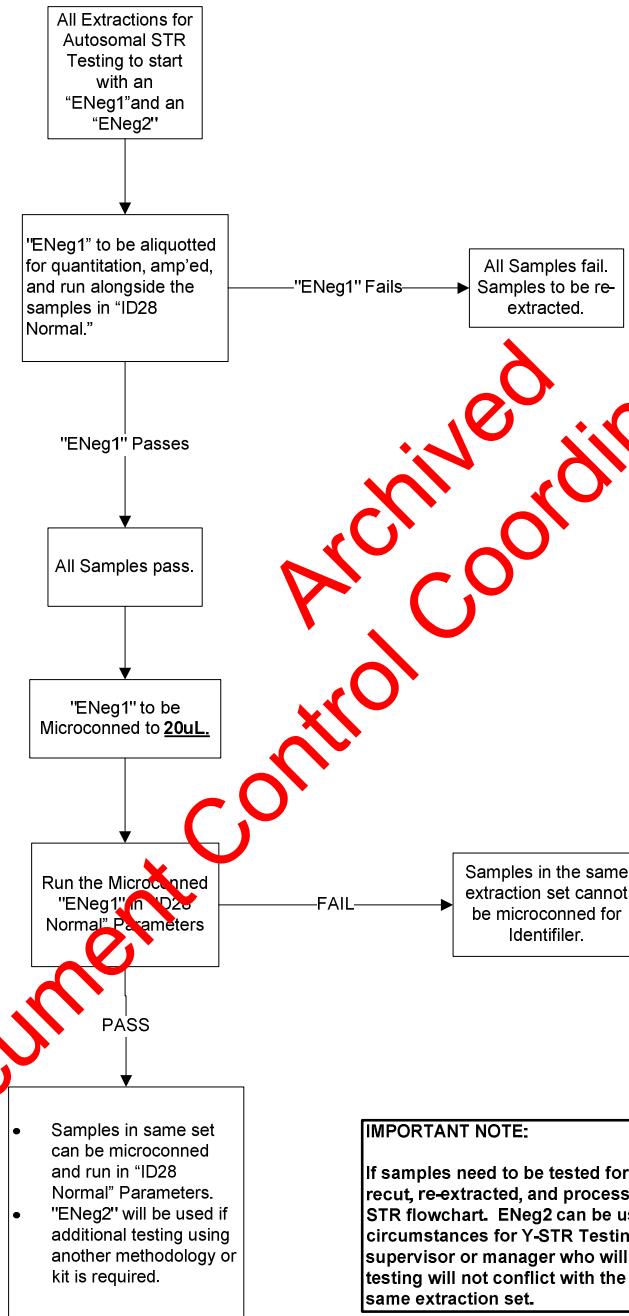 All Extractions for
Autosomal STR
Testing to start
with an
“ENeg1”and an
“ENeg2"
"ENeg1” to be aliquotted
for quantitation, amp’ed,
and run alongside the
samples in “ID28
Normal.”
"ENeg1" Fails
All Samples fail.
Samples to be re-
extracted.
"ENeg1" Passes
All Samples pass.
"ENeg1" to be
Microconned to 20uL.
Run the Microconned
"ENeg1" in "ID28
Normal” Parameters
FAIL
Samples in the same
extraction set cannot
be microconned for
Identifiler.
PASS
• Samples in same set
can be microconned
and run in “ID28
Normal” Parameters.
• "ENeg2" will be used if
additional testing using
another methodology or
kit is required.
IMPORTANT NOTE:
If samples need to be tested for
recut, re-extracted, and process
STR flowchart. ENeg2 can be
circumstances for Y-STR
supervisor or manager who will
testing will not conflict with the
same extraction set.
Archived
Control